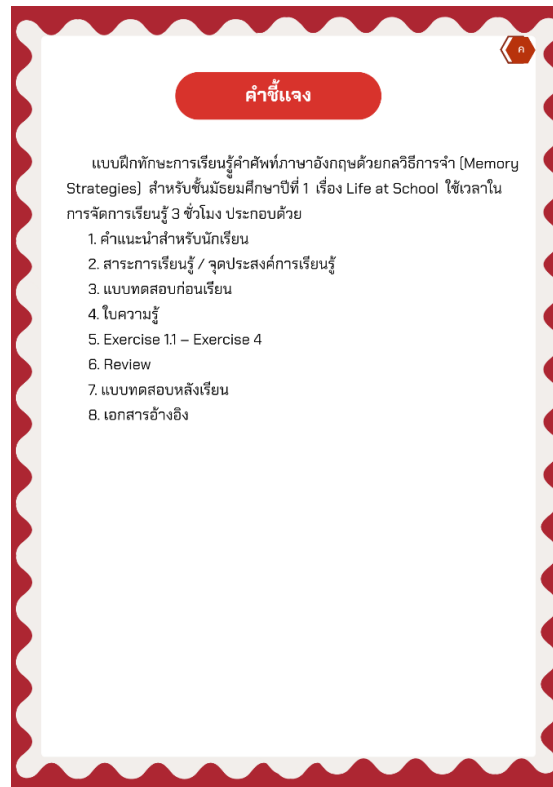 ค
คำชี้แจง
แบบฝึกทักษะการเรียนรู้คำศัพท์ภาษาอังกฤษด้วยกลวิธีการจำ (Memory
Strategies) สำหรับชั้นมัธยมศึกษาปีที่ 1 เรื่อง Life at School ใช้เวลาใน
การจัดการเรียนรู้ 3 ชั่วโมง ประกอบด้วย
1. คำแนะนำสำหรับนักเรียน
2. สาระการเรียนรู้ / จุดประสงค์การเรียนรู้
3. แบบทดสอบก่อนเรียน
4. ใบความรู้
5. Exercise 1.1 – Exercise 4
6. Review
7. แบบทดสอบหลังเรียน
8. เอกสารอ้างอิง